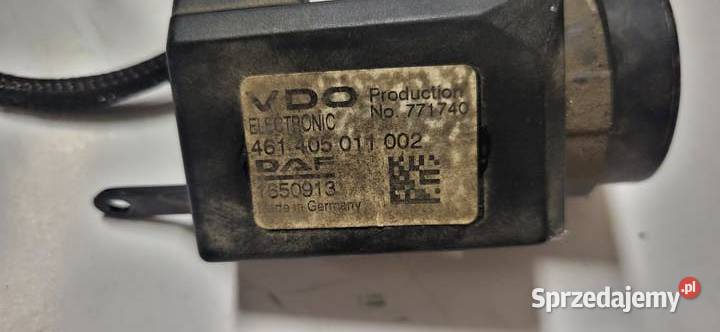 VDO
Production
No. 771740
ELECTRONIC
461 405 011 002
DAF
1650913
Made in Germany
Sprzedajemy.pl